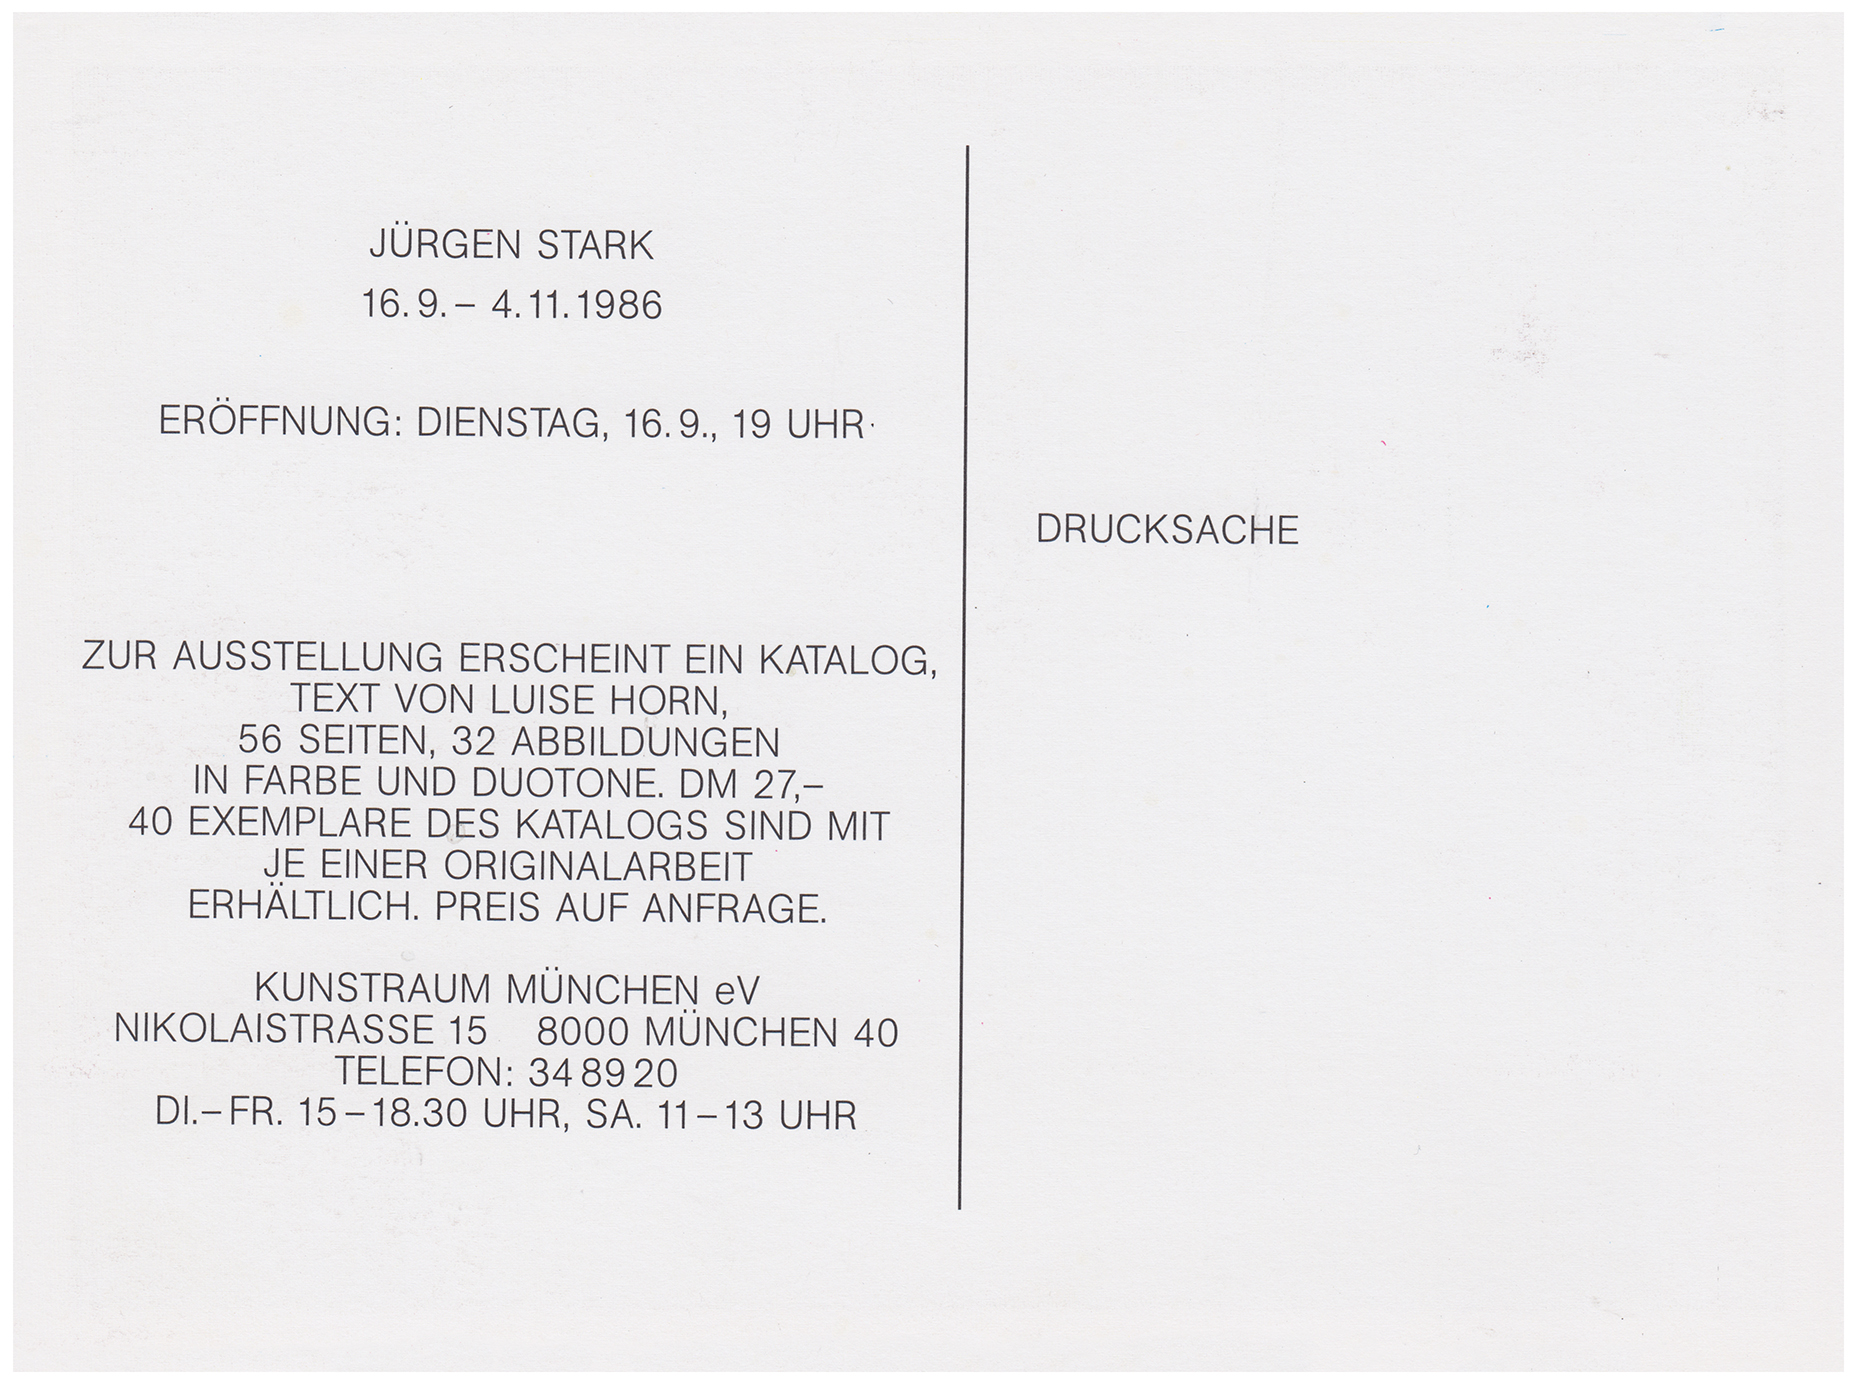 JÜRGEN STARK
16.9.– 4.11.1986
ERÖFFNUNG: DIENSTAG, 16.9., 19 UHR
ZUR AUSSTELLUNG ERSCHEINT EIN KATALOG,
TEXT VON LUISE HORN,
56 SEITEN, 32 ABBILDUNGEN
IN FARBE UND DUOTONE. DM 27,–
40 EXEMPLARE DES KATALOGS SIND MIT
JE EINER ORIGINALARBEIT
ERHÄLTLICH. PREIS AUF ANFRAGE.
KUNSTRAUM MÜNCHEN eV
NIKOLAISTRASSE 15 8000 MÜNCHEN 40
TELEFON: 348920
DI.–FR. 15–18.30 UHR, SA. 11–13 UHR
DRUCKSACHE